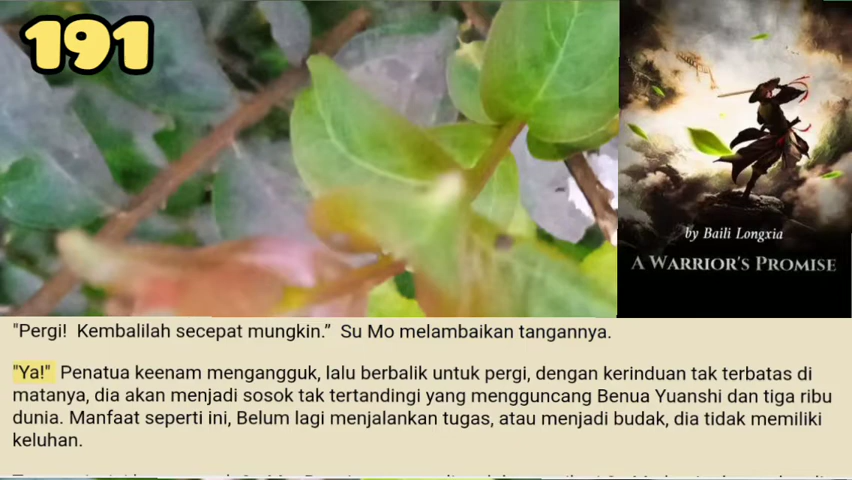 191
by Baili Longxia
A WARRIOR'S PROMISE
"Pergi!  Kembalilah secepat mungkin.”  Su Mo melambaikan tangannya.
"Ya!"  Penatua keenam mengangguk, lalu berbalik untuk pergi, dengan kerinduan tak terbatas di
matanya, dia akan menjadi sosok tak tertandingi yang mengguncang Benua Yuanshi dan tiga ribu
dunia. Manfaat seperti ini, Belum lagi menjalankan tugas, atau menjadi budak, dia tidak memiliki
keluhan.